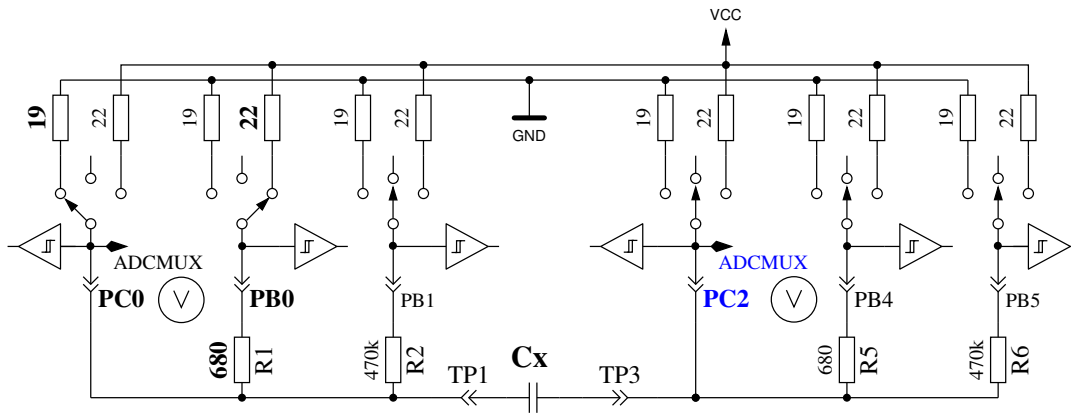 VCC
19
22
19
22
19
22
GND
19
22
19
22
19
22
ADCMUX
ADCMUX
PC0
V
PB0
PB1
PC2
V
PB4
PB5
680
R1
470k
R2
TP1
Cx
TP3
680
R5
470k
R6